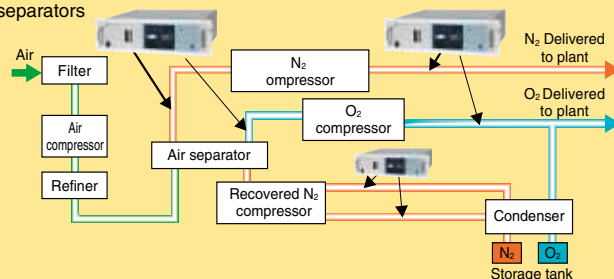 separators
Air
Filter
Air
compressor
Refiner
Air separator
N₂
ompressor
O₂
compressor
Recovered N₂
compressor
Condenser
N₂ Delivered
to plant
O₂ Delivered
to plant
N₂
O₂
Storage tank